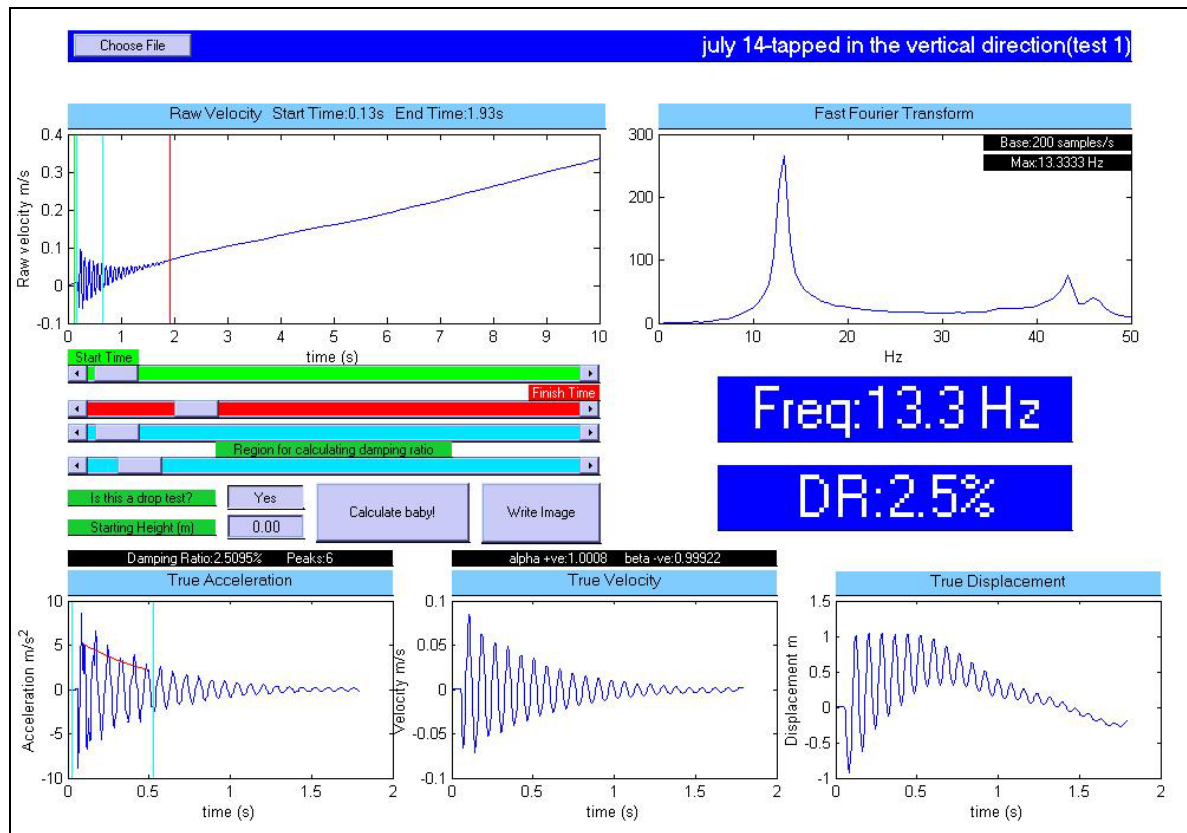 Choose File
july 14-tapped in the vertical direction(test 1)
Raw Velocity Start Time:0.13s End Time:1.93s
Raw velocity m/s
0.4
0.3
0.2
0.1
0
-0.1
0 1 2 3 4 5 6 7 8 9 10
time (s)
Fast Fourier Transform
Base:200 samples/s
Max:13.3333 Hz
300
200
100
0
0 10 20 30 40 50
Hz
Start Time
Finish Time
Region for calculating damping ratio
Is this a drop test? Yes
Starting Height (m) 0.00
Calculate baby!
Write Image
Freq:13.3 Hz
DR:2.5%
Damping Ratio:2.5095% Peaks:6
True Acceleration
Acceleration m/s²
10
5
0
-5
-10
0 0.5 1 1.5 2
time (s)
alpha +ve:1.0008 beta -ve:0.99922
True Velocity
Velocity m/s
0.1
0.05
0
-0.05
-0.1
0 0.5 1 1.5 2
time (s)
True Displacement
Displacement m
1.5
1
0.5
0
-0.5
-1
0 0.5 1 1.5 2
time (s)